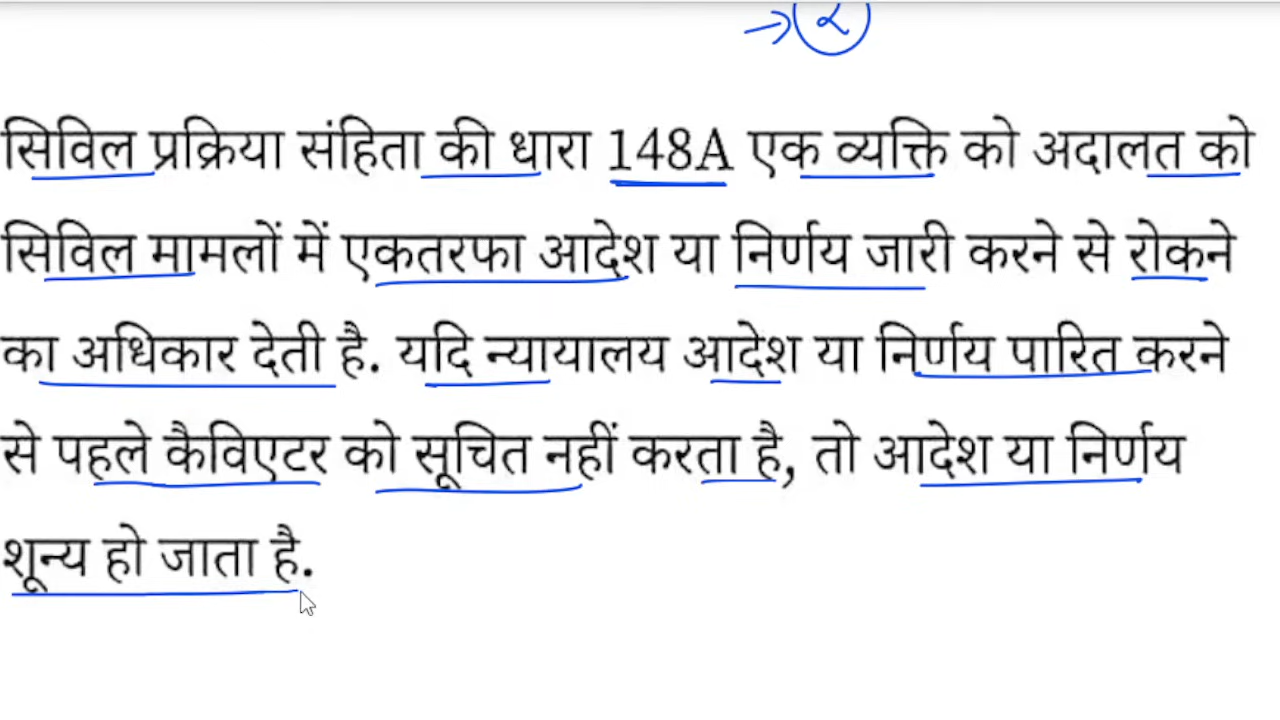 → 2
सिविल प्रक्रिया संहिता की धारा 148A एक व्यक्ति को अदालत को
सिविल मामलों में एकतरफा आदेश या निर्णय जारी करने से रोकने
का अधिकार देती है. यदि न्यायालय आदेश या निर्णय पारित करने
से पहले कैविएटर को सूचित नहीं करता है, तो आदेश या निर्णय
शून्य हो जाता है.